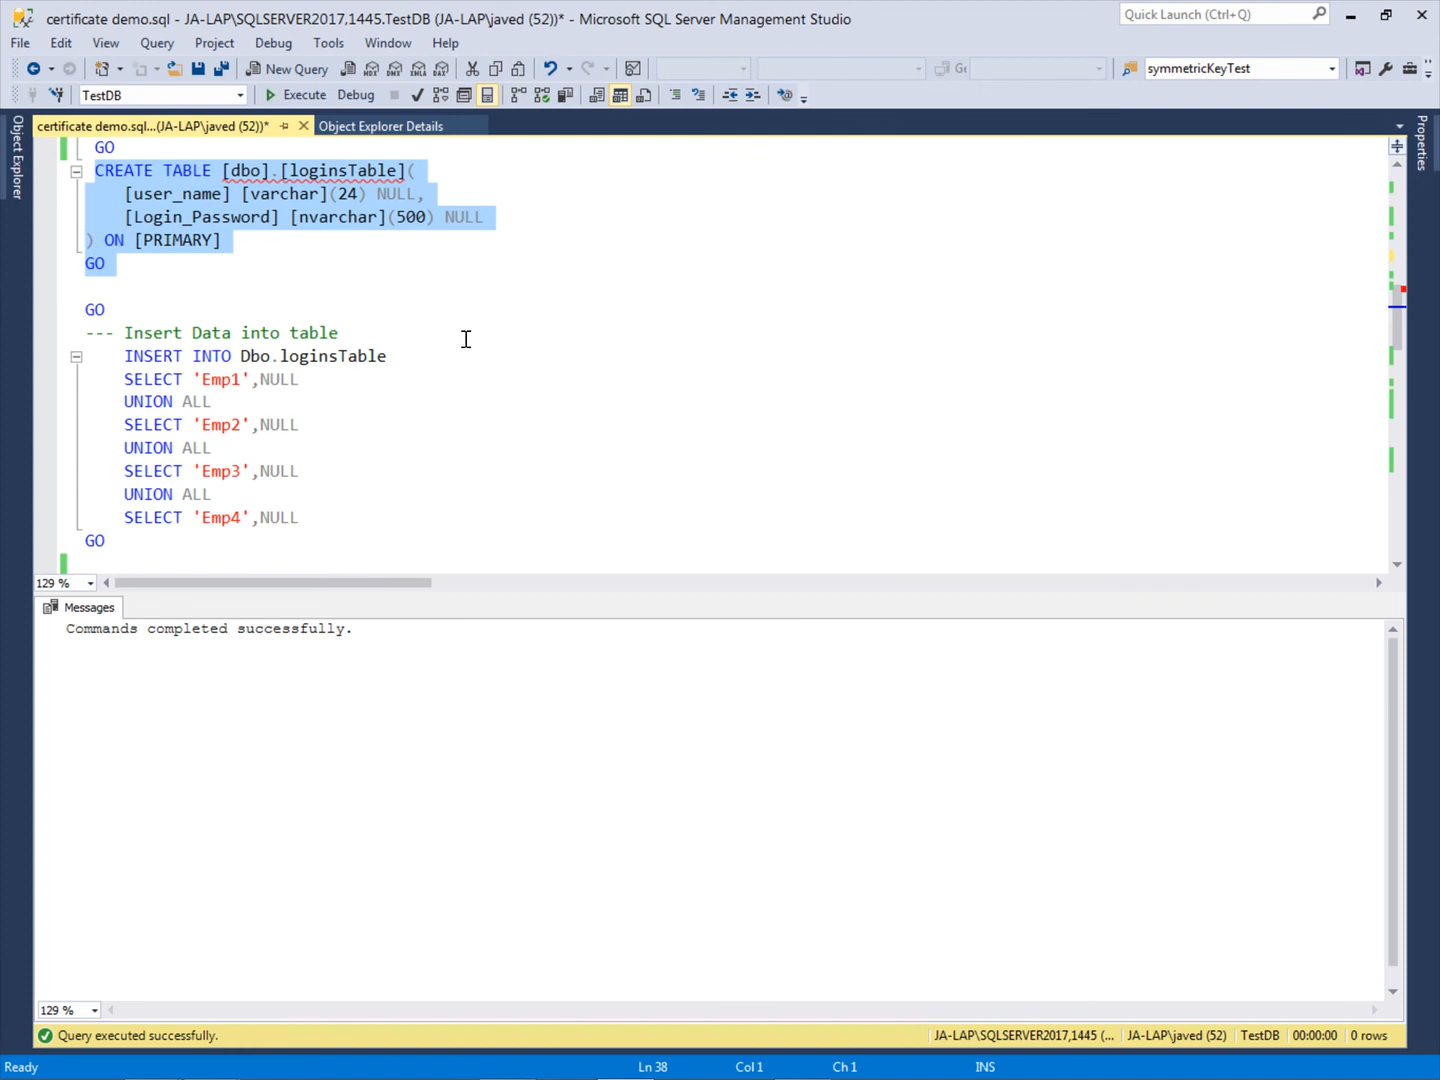 certificate demo.sql - JA-LAP\SQLSERVER2017,1445.TestDB (JA-LAP\javed (52))* - Microsoft SQL Server Management Studio
Quick Launch (Ctrl+Q)
File Edit View Query Project Debug Tools Window Help
New Query
symmetricKeyTest
TestDB
Execute Debug
certificate demo.sql...(JA-LAP\javed (52))*
Object Explorer Details
Object Explorer
Properties
GO
CREATE TABLE [dbo].[loginsTable](
[user_name] [varchar](24) NULL,
[Login_Password] [nvarchar](500) NULL
) ON [PRIMARY]
GO
GO
--- Insert Data into table
INSERT INTO Dbo.loginsTable
SELECT 'Emp1',NULL
UNION ALL
SELECT 'Emp2',NULL
UNION ALL
SELECT 'Emp3',NULL
UNION ALL
SELECT 'Emp4',NULL
GO
129 %
Messages
Commands completed successfully.
129 %
Query executed successfully.
JA-LAP\SQLSERVER2017,1445 (... JA-LAP\javed (52) TestDB 00:00:00 0 rows
Ready Ln 38 Col 1 Ch 1 INS